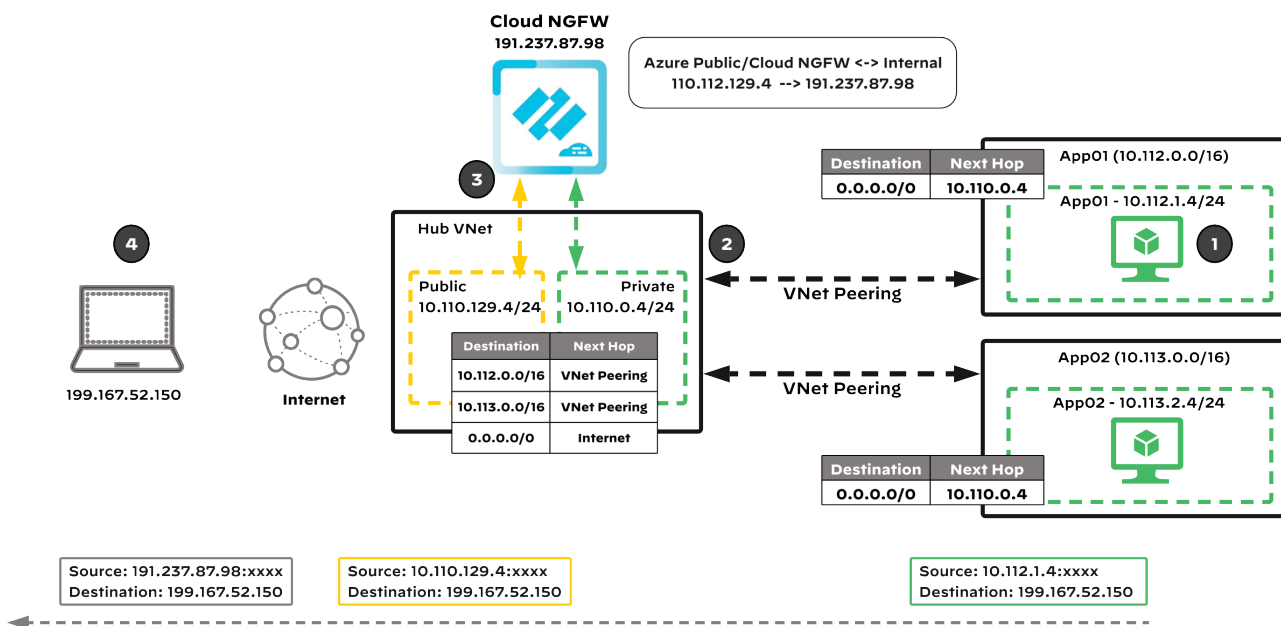 Cloud NGFW
191.237.87.98
Azure Public/Cloud NGFW <-> Internal
110.112.129.4 --> 191.237.87.98
3
Hub VNet
Public
10.110.129.4/24
Private
10.110.0.4/24
Destination Next Hop
10.112.0.0/16 VNet Peering
10.113.0.0/16 VNet Peering
0.0.0.0/0 Internet
4
199.167.52.150
Internet
2
VNet Peering
VNet Peering
Destination Next Hop
0.0.0.0/0 10.110.0.4
App01 (10.112.0.0/16)
App01 - 10.112.1.4/24
1
App02 (10.113.0.0/16)
App02 - 10.113.2.4/24
Destination Next Hop
0.0.0.0/0 10.110.0.4
Source: 191.237.87.98:xxxx
Destination: 199.167.52.150
Source: 10.110.129.4:xxxx
Destination: 199.167.52.150
Source: 10.112.1.4:xxxx
Destination: 199.167.52.150